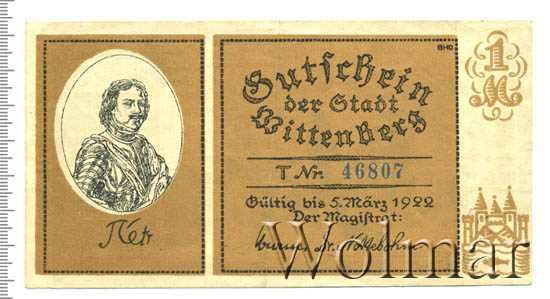 BHD
Gutschein
der Stadt
Wittenberg
1 M
T Nr. 46807
Gültig bis 5. März 1922
Der Magistrat:
Wolmar